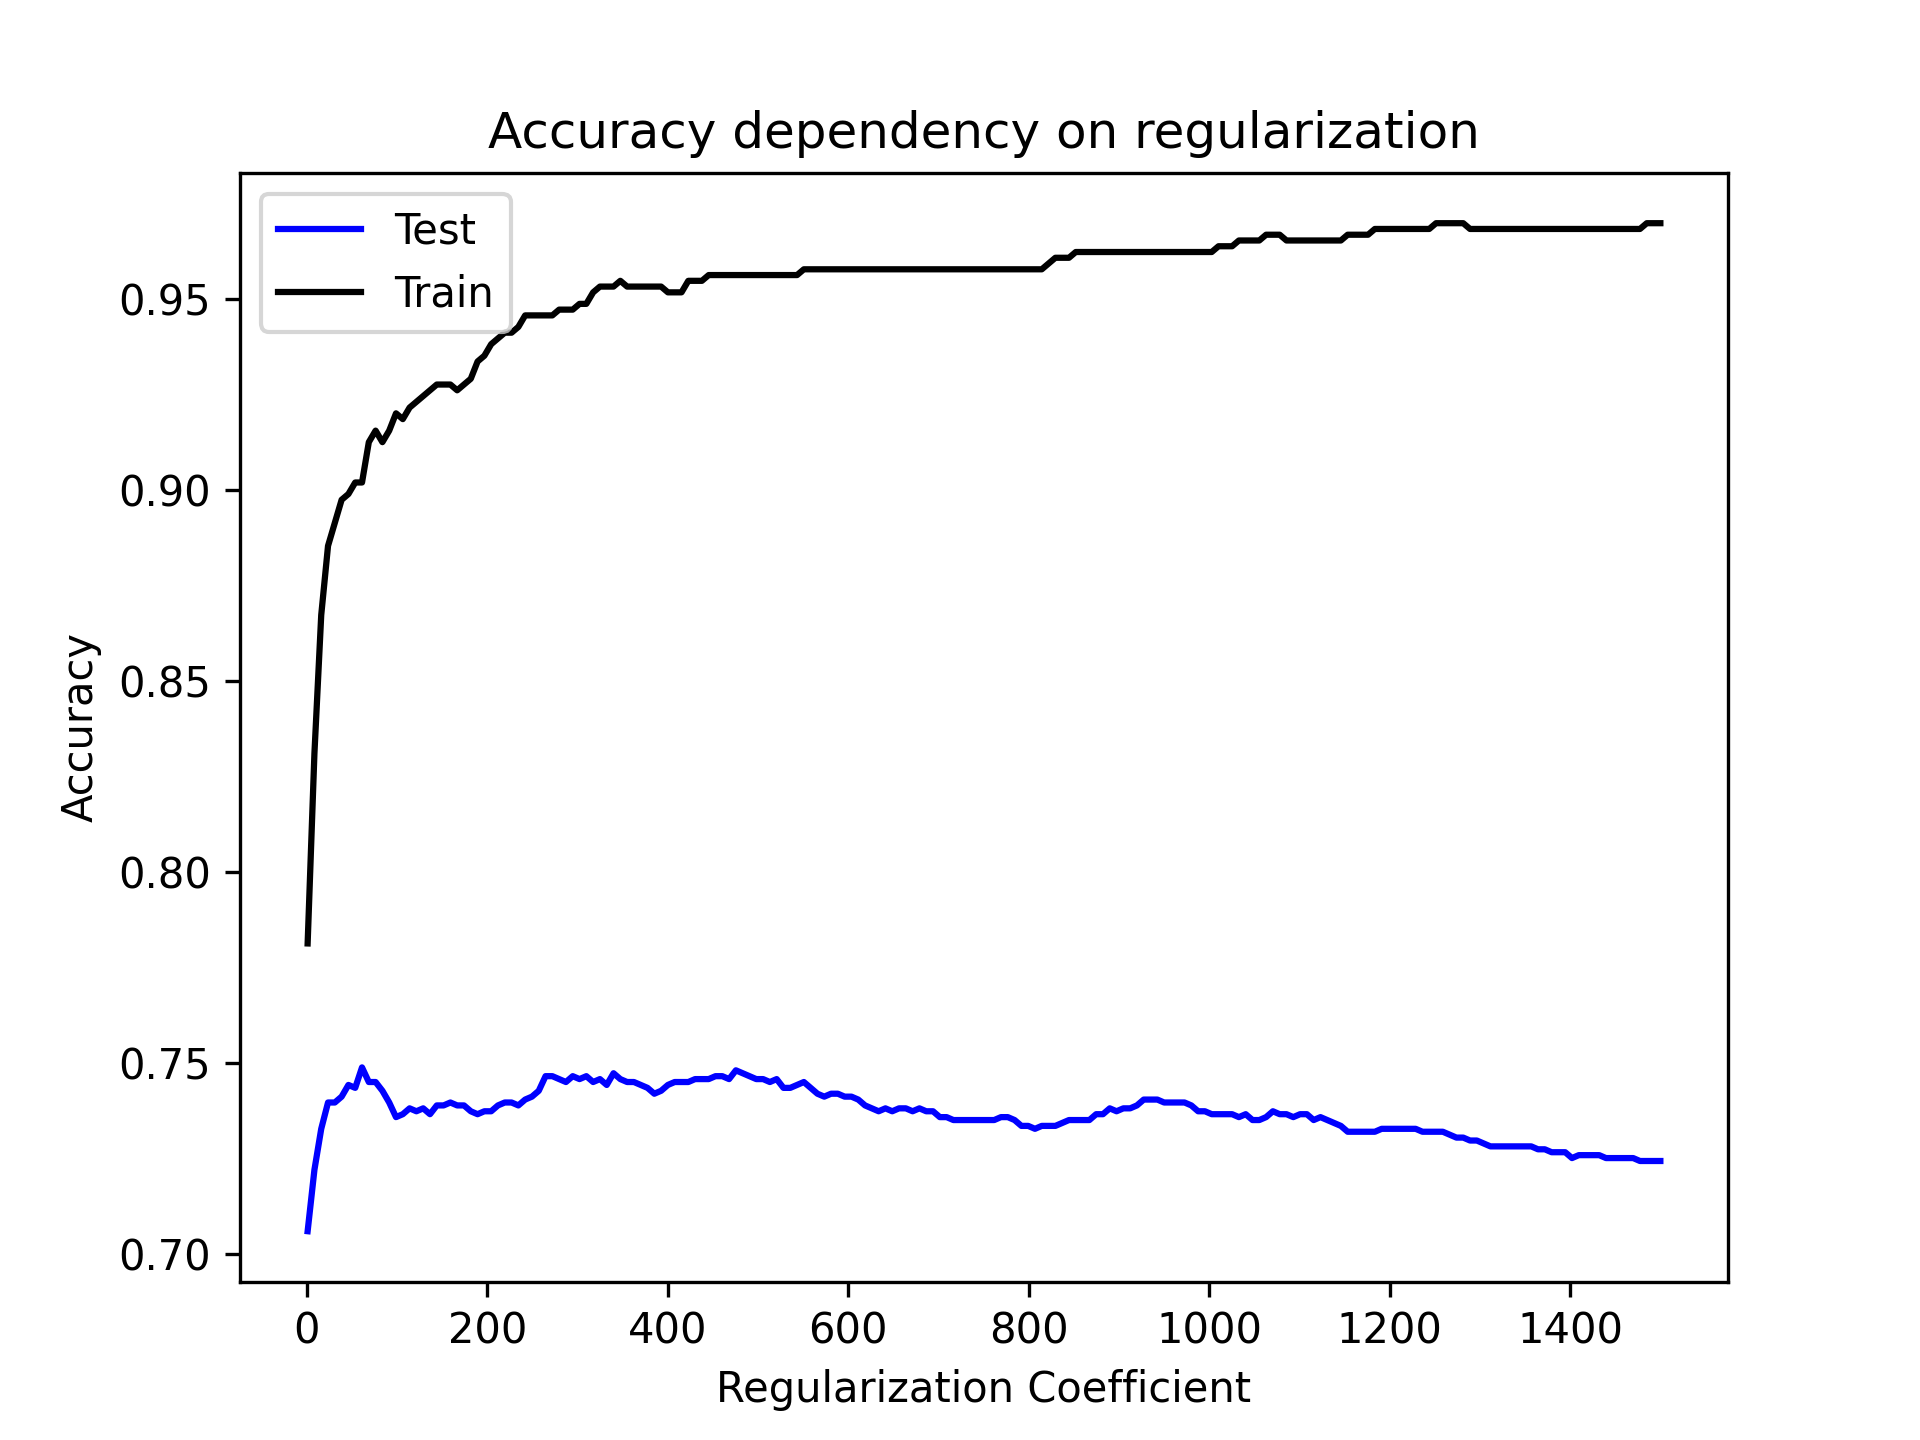 Accuracy dependency on regularization
Test
Train
0.95
0.90
0.85
0.80
0.75
0.70
Accuracy
0 200 400 600 800 1000 1200 1400
Regularization Coefficient